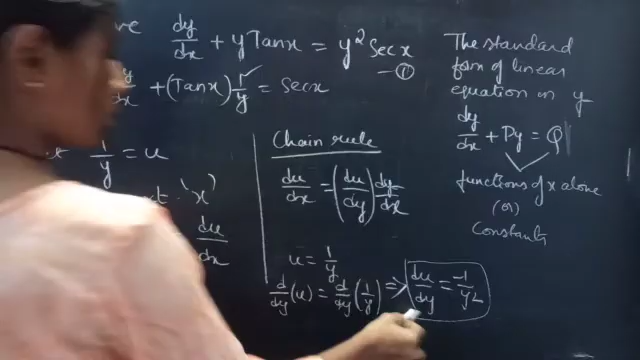 dy/dx + y Tanx = y² Secx — ①
+ (Tanx) 1/y = Secx
1/y = u
'x'
du/dx
Chain rule
du/dx = (du/dy) dy/dx
u = 1/y
d/dy (u) = d/dy (1/y) ⇒ du/dy = -1/y²
The standard
form of linear
equation in y
dy/dx + Py = Q
functions of x alone
(or)
Constants